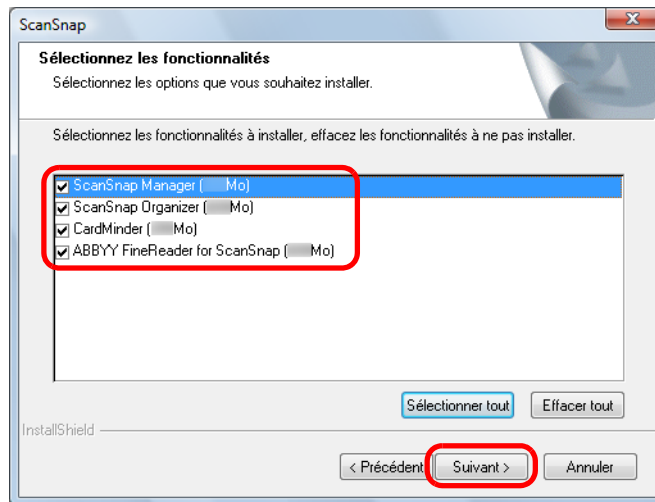 ScanSnap
Sélectionnez les fonctionnalités
Sélectionnez les options que vous souhaitez installer.
Sélectionnez les fonctionnalités à installer, effacez les fonctionnalités à ne pas installer.
ScanSnap Manager ( Mo)
ScanSnap Organizer ( Mo)
CardMinder ( Mo)
ABBYY FineReader for ScanSnap ( Mo)
Sélectionner tout Effacer tout
InstallShield
< Précédent Suivant > Annuler